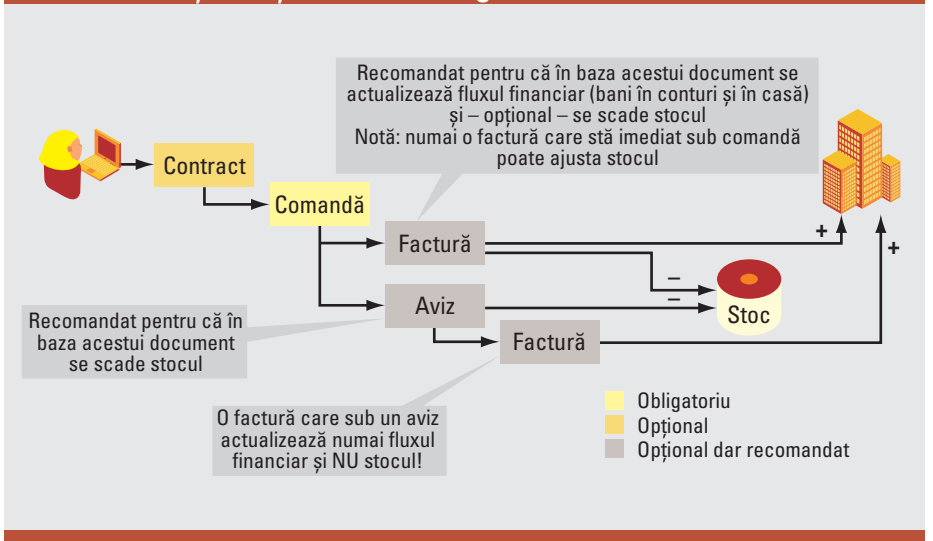 Recomandat pentru că în baza acestui document se
actualizează fluxul financiar (bani în conturi și în casă)
și – opțional – se scade stocul
Notă: numai o factură care stă imediat sub comandă
poate ajusta stocul
Contract
Comandă
Factură
+
+
–
–
Aviz
Stoc
Recomandat pentru că în
baza acestui document
se scade stocul
Factură
O factură care sub un aviz
actualizează numai fluxul
financiar și NU stocul!
Obligatoriu
Opțional
Opțional dar recomandat